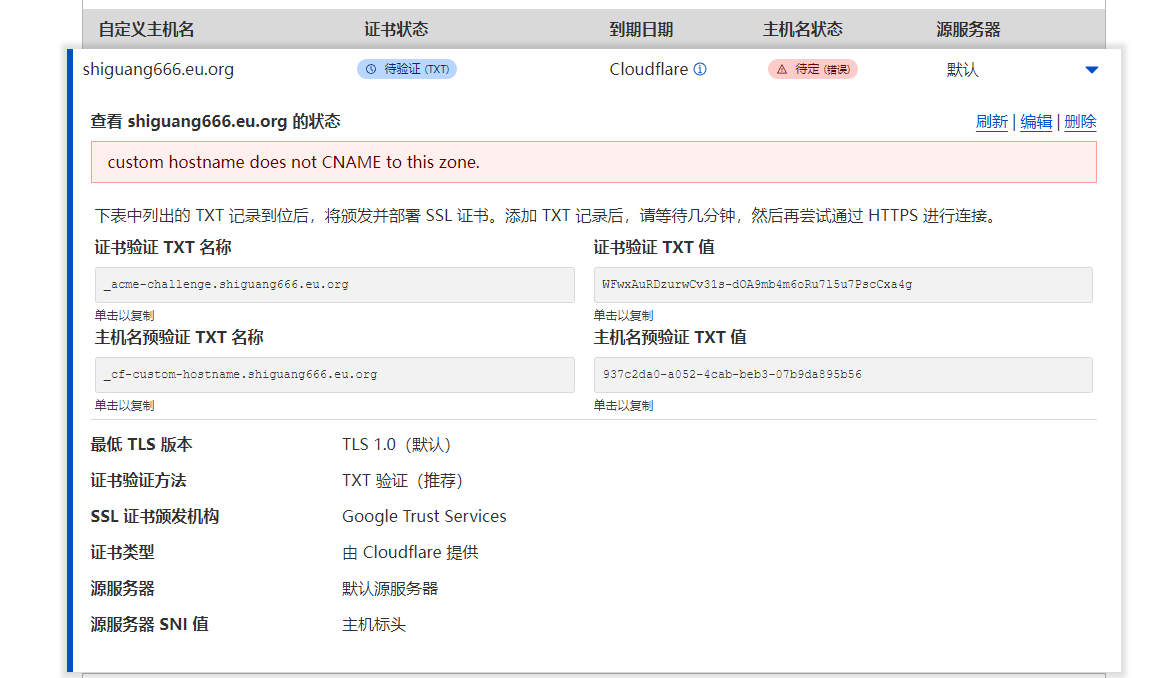 自定义主机名 证书状态 到期日期 主机名状态 源服务器
shiguang666.eu.org 待验证 (TXT) Cloudflare 待定 (错误) 默认
查看 shiguang666.eu.org 的状态 刷新 | 编辑 | 删除
custom hostname does not CNAME to this zone.
下表中列出的 TXT 记录到位后，将颁发并部署 SSL 证书。添加 TXT 记录后，请等待几分钟，然后再尝试通过 HTTPS 进行连接。
证书验证 TXT 名称 证书验证 TXT 值
_acme-challenge.shiguang666.eu.org WFwxAuRDzurwCv31s-dOA9mb4m6oRu7l5u7PscCxa4g
单击以复制 单击以复制
主机名预验证 TXT 名称 主机名预验证 TXT 值
_cf-custom-hostname.shiguang666.eu.org 937c2da0-a052-4cab-beb3-07b9da895b56
单击以复制 单击以复制
最低 TLS 版本 TLS 1.0（默认）
证书验证方法 TXT 验证（推荐）
SSL 证书颁发机构 Google Trust Services
证书类型 由 Cloudflare 提供
源服务器 默认源服务器
源服务器 SNI 值 主机标头